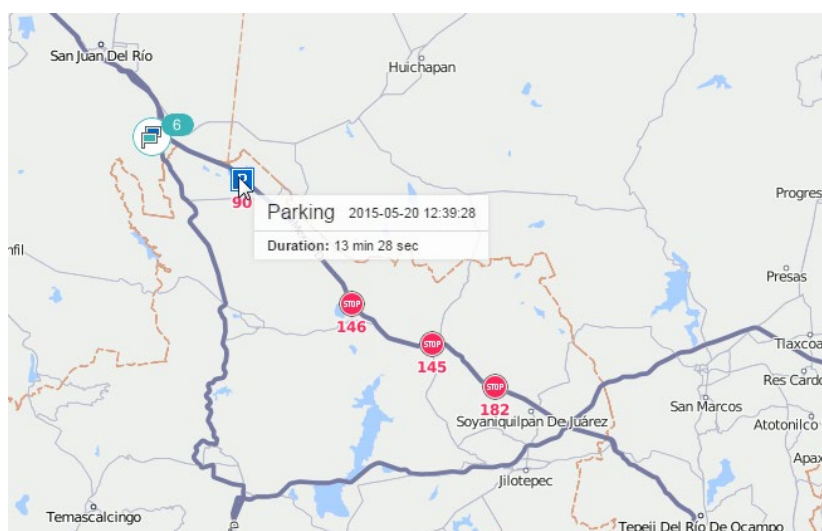 San Juan Del Río
Huichapan
6
P
90
Parking 2015-05-20 12:39:28
Duration: 13 min 28 sec
Progres
nfil
Presas
STOP
146
STOP
145
Tlaxcoa
STOP
182
Res Cardo
San Marcos
Soyaniquilpan De Juárez
Atotonilco
Apax
Jilotepec
Temascalcingo
Tepeji Del Río De Ocampo